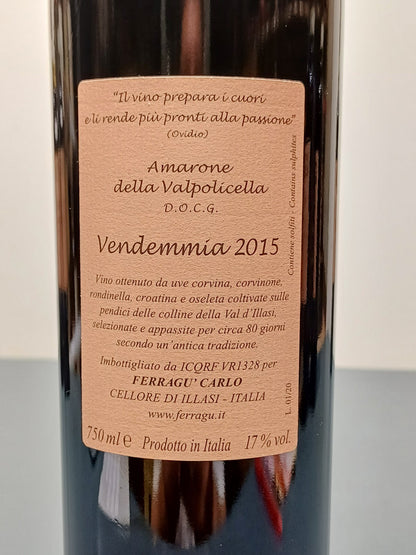 "Il vino prepara i cuori
e li rende più pronti alla passione"
(Ovidio)
Amarone
della Valpolicella
D.O.C.G.
Vendemmia 2015
Vino ottenuto da uve corvina, corvinone,
rondinella, croatina e oseleta coltivate sulle
pendici delle colline della Val d'Illasi,
selezionate e appassite per circa 80 giorni
secondo un'antica tradizione.
Imbottigliato da ICQRF VR1328 per
FERRAGU' CARLO
CELLORE DI ILLASI - ITALIA
www.ferragu.it
750 ml e Prodotto in Italia 17 % vol.
Contiene solfiti - Contains sulphites
L. 01/20